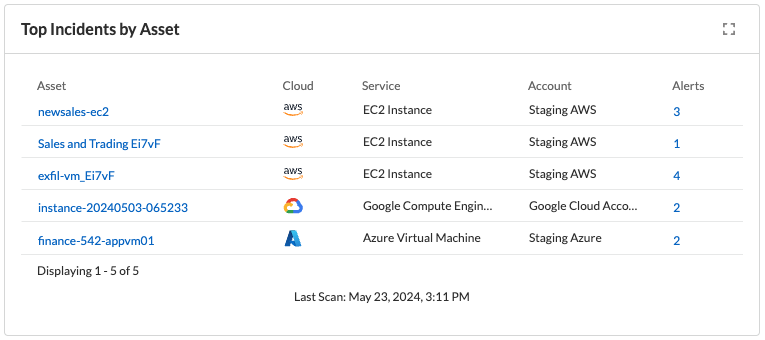 Top Incidents by Asset
Asset Cloud Service Account Alerts
newsales-ec2 aws EC2 Instance Staging AWS 3
Sales and Trading Ei7vF aws EC2 Instance Staging AWS 1
exfil-vm_Ei7vF aws EC2 Instance Staging AWS 4
instance-20240503-065233 Google Compute Engin... Google Cloud Acco... 2
finance-542-appvm01 Azure Virtual Machine Staging Azure 2
Displaying 1 - 5 of 5
Last Scan: May 23, 2024, 3:11 PM